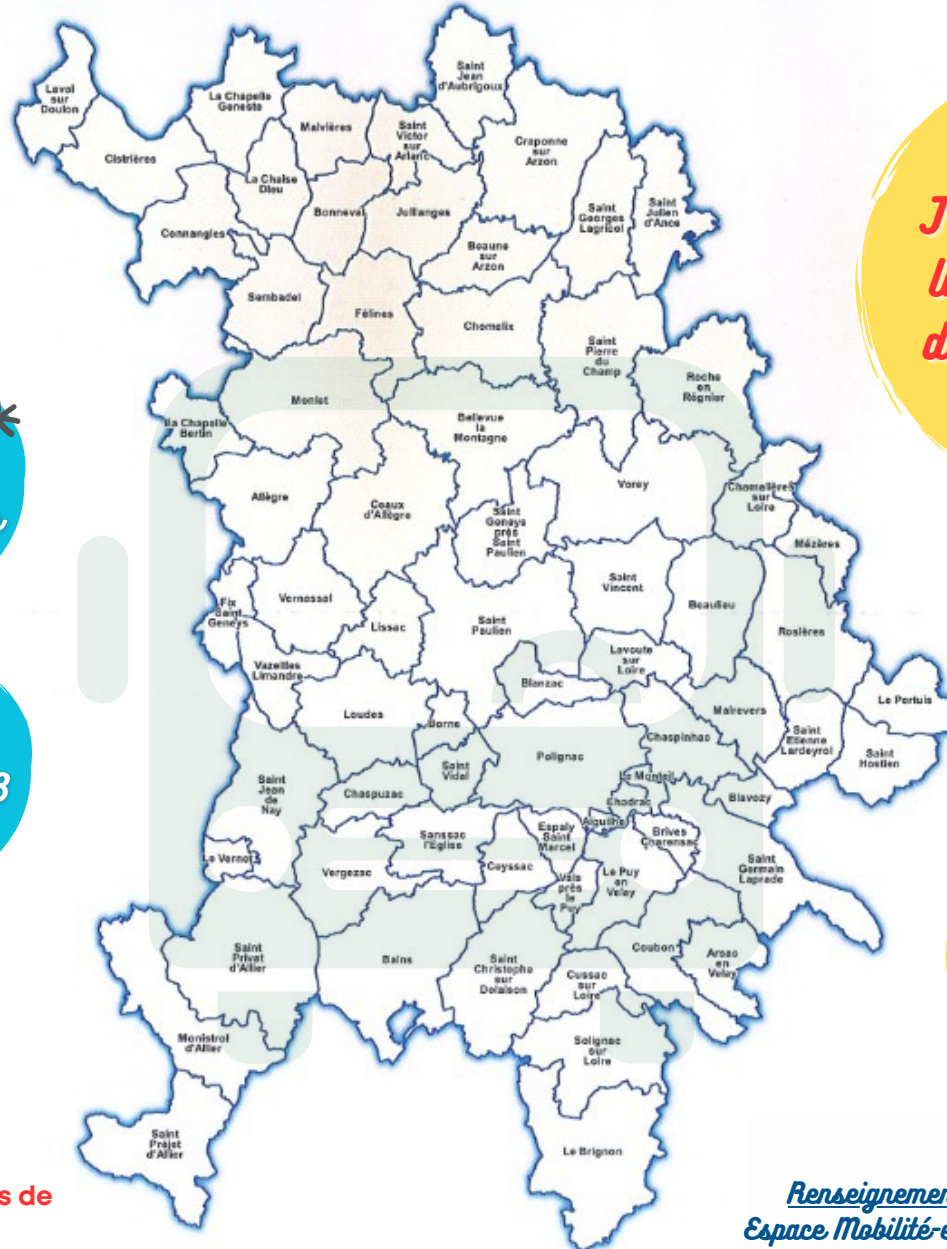 Saint
Jean
d'Aubrigoux
Laval
sur
Doulon
La Chapelle
Geneste
Malvières
Saint
Victor
sur
Arlanc
Craponne
sur
Arzon
Cistrières
La Chaise
Dieu
Bonneval
Jullianges
Saint
Georges
Lagricol
Saint
Julien
d'Ance
Connangles
Beaune
sur
Arzon
Sembadel
Félines
Chomelix
Saint
Pierre
du
Champ
Roche
en
Régnier
Monlet
La Chapelle
Bertin
Bellevue
la
Montagne
Allègre
Céaux
d'Allègre
Vorey
Chamalières
sur
Loire
Saint
Geneys
près
Saint
Paulien
Mézères
Fix
Saint
Geneys
Vernassal
Lissac
Saint
Paulien
Saint
Vincent
Beaulieu
Rosières
Vazeilles
Limandre
Lavoute
sur
Loire
Blanzac
Loudes
Borne
Malrevers
Le Pertuis
Saint
Etienne
Lardeyrol
Saint
Hostien
Chaspinhac
Polignac
Saint
Vidal
Saint
Jean
de
Nay
Chaspuzac
Le Monteil
Chadrac
Blavozy
Aiguilhe
Sanssac
l'Eglise
Espaly
Saint
Marcel
Brives
Charensac
Le Vernet
Vergezac
Ceyssac
Vals
près
le
Puy
Le Puy
en
Velay
Saint
Germain
Laprade
Saint
Privat
d'Allier
Bains
Saint
Christophe
sur
Dolaison
Coubon
Arsac
en
Velay
Cussac
sur
Loire
Monistrol
d'Allier
Solignac
sur
Loire
Saint
Préjet
d'Allier
Le Brignon
J
l
d
3
s de
Renseignemen
Espace Mobilité-e